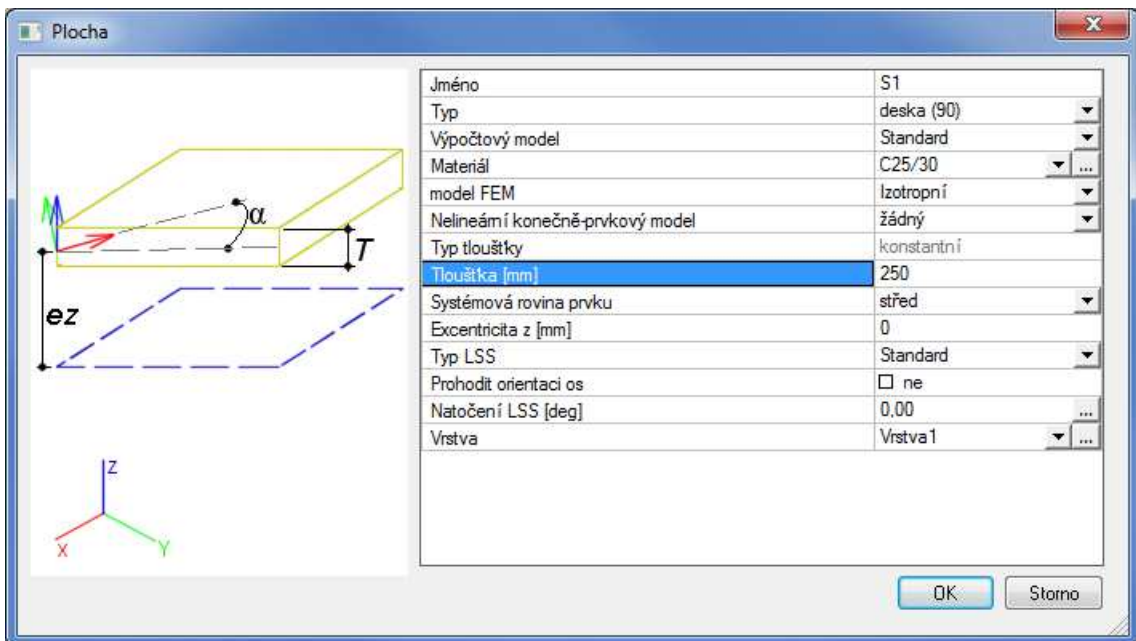 Plocha
Jméno S1
Typ deska (90)
Výpočtový model Standard
Materiál C25/30 ...
model FEM Izotropní
Nelineární konečně-prvkový model žádný
Typ tloušťky konstantní
Tloušťka [mm] 250
Systémová rovina prvku střed
Excentricita z [mm] 0
Typ LSS Standard
Prohodit orientaci os ne
Natočení LSS [deg] 0,00 ...
Vrstva Vrstva1 ...
α
T
ez
Z
X
Y
OK Storno